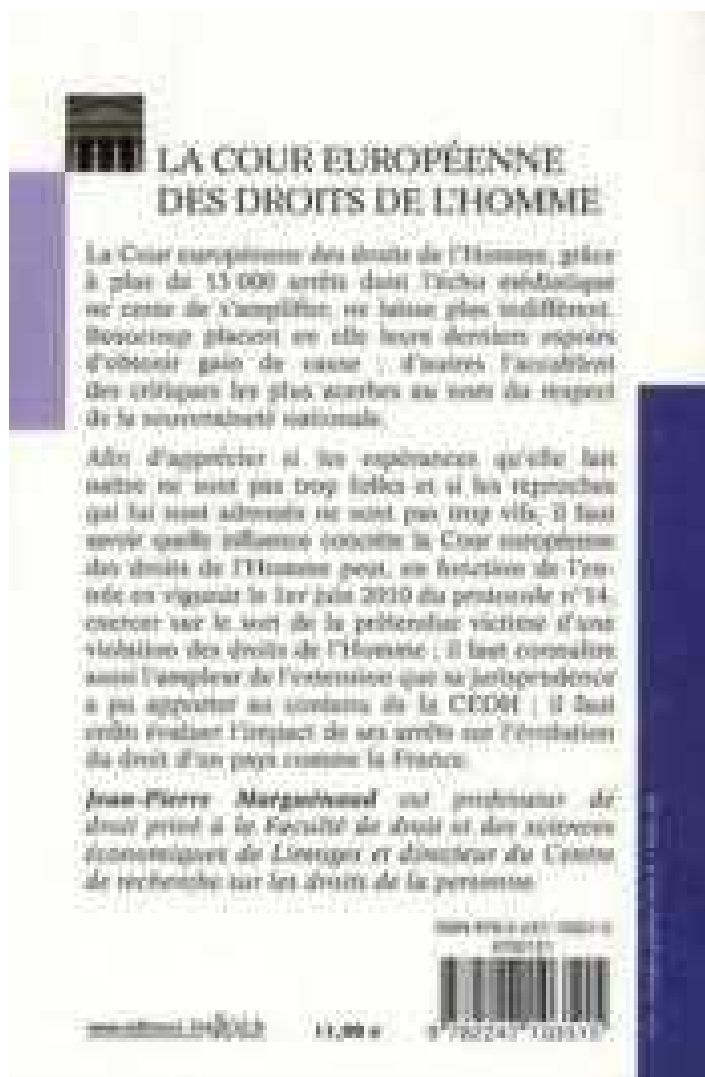 LA COUR EUROPÉENNE
DES DROITS DE L'HOMME
La Cour européenne des droits de l'Homme, grâce
à plus de 15 000 arrêts dont l'écho médiatique
ne cesse de s'amplifier, ne laisse plus indifférent.
Beaucoup placent en elle leurs derniers espoirs
d'obtenir gain de cause ; d'autres l'accablent
des critiques les plus acerbes au nom du respect
de la souveraineté nationale.
Afin d'apprécier si les espérances qu'elle fait
naître ne sont pas trop folles et si les reproches
qui lui sont adressés ne sont pas trop vifs, il faut
savoir quelle influence concrète la Cour européenne
des droits de l'Homme peut, en fonction de l'en-
trée en vigueur le 1er juin 2010 du protocole n°14,
exercer sur le sort de la prétendue victime d'une
violation des droits de l'Homme ; il faut connaître
aussi l'ampleur de l'extension que sa jurisprudence
a pu apporter au contenu de la CEDH ; il faut
enfin évaluer l'impact de ses arrêts sur l'évolution
du droit d'un pays comme la France.
Jean-Pierre Marguénaud est professeur de
droit privé à la Faculté de droit et des sciences
économiques de Limoges et directeur du Centre
de recherche sur les droits de la personne.
ISBN
11,00 €